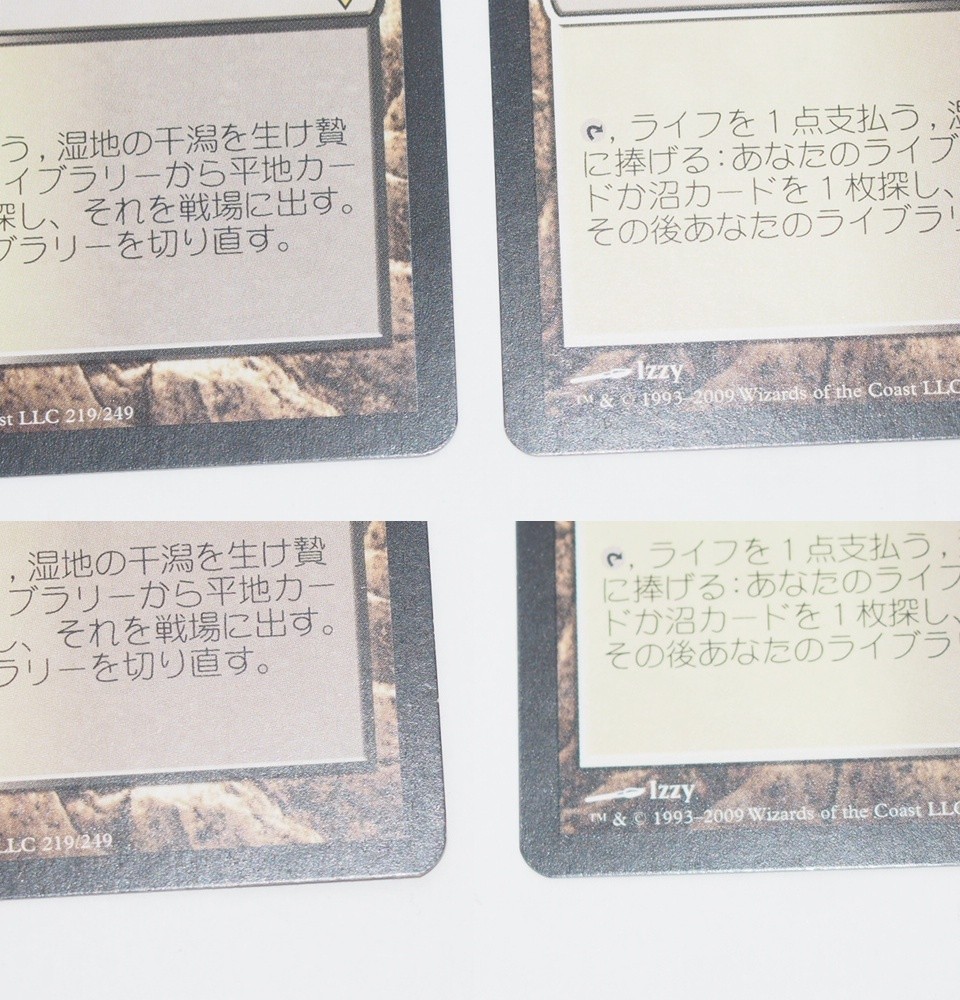 う，湿地の干潟を生け贄
イブラリーから平地カー
探し、 それを戦場に出す。
ブラリーを切り直す。
st LLC 219/249
，ライフを１点支払う，湿
に捧げる：あなたのライブ
ドか沼カードを１枚探し、
その後あなたのライブラリ
Izzy
™ & © 1993–2009 Wizards of the Coast LLC
，湿地の干潟を生け贄
ブラリーから平地カー
し、 それを戦場に出す。
ラリーを切り直す。
LLC 219/249
，ライフを１点支払う，
に捧げる：あなたのライブ
ドか沼カードを１枚探し、
その後あなたのライブラリ
Izzy
™ & © 1993–2009 Wizards of the Coast LLC